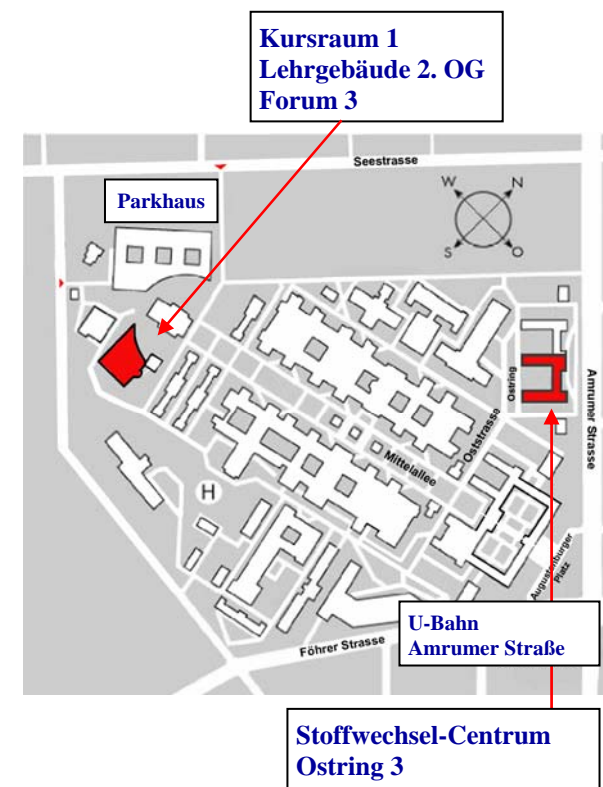 Kursraum 1
Lehrgebäude 2. OG
Forum 3
Seestrasse
Parkhaus
W
N
S
O
Ostring
Amrumer Strasse
Oststrasse
Mittelallee
H
Augustenburger
Platz
Föhrer Strasse
U-Bahn
Amrumer Straße
Stoffwechsel-Centrum
Ostring 3